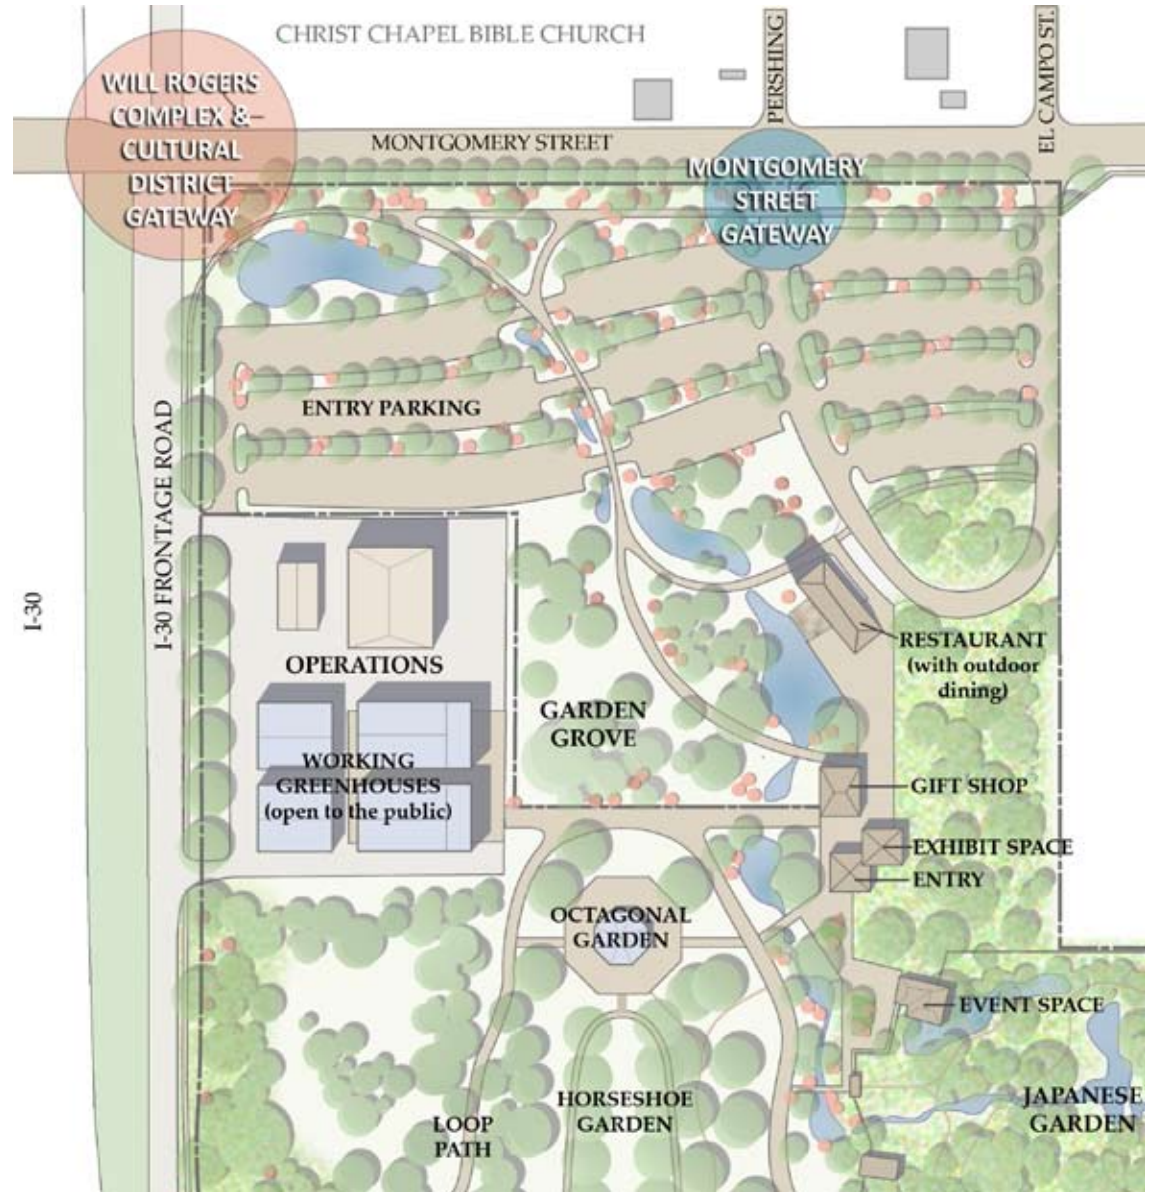 CHRIST CHAPEL BIBLE CHURCH
WILL ROGERS
COMPLEX &
CULTURAL
DISTRICT
GATEWAY
MONTGOMERY STREET
PERSHING
EL CAMPO ST.
MONTGOMERY
STREET
GATEWAY
ENTRY PARKING
I-30 FRONTAGE ROAD
I-30
OPERATIONS
RESTAURANT
(with outdoor
dining)
GARDEN
GROVE
WORKING
GREENHOUSES
(open to the public)
GIFT SHOP
EXHIBIT SPACE
ENTRY
OCTAGONAL
GARDEN
EVENT SPACE
HORSESHOE
GARDEN
JAPANESE
GARDEN
LOOP
PATH